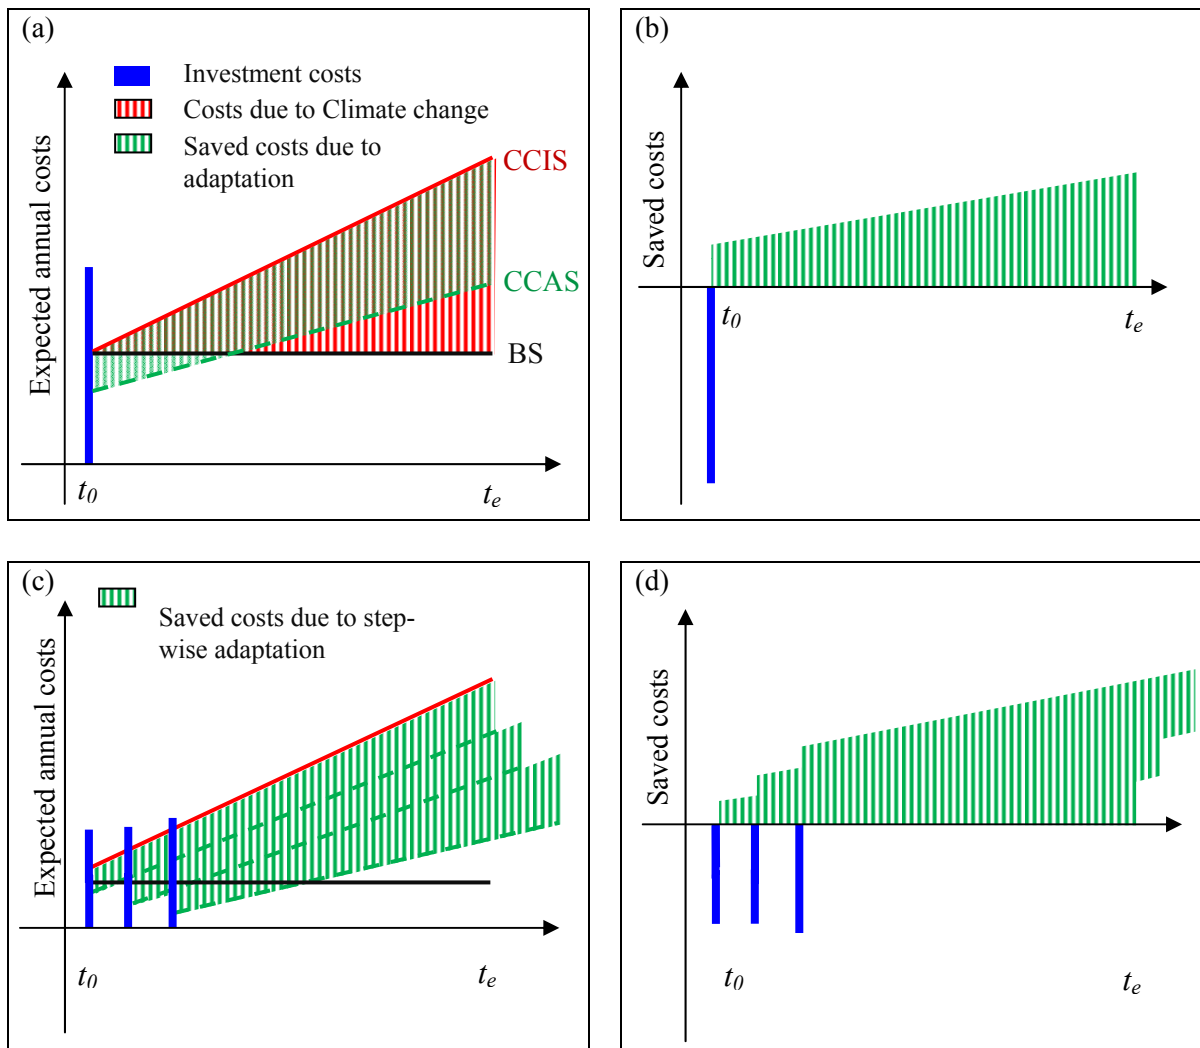 (a)
Investment costs
Costs due to Climate change
Saved costs due to
adaptation
Expected annual costs
CCIS
CCAS
BS
t0
te
(b)
Saved costs
t0
te
(c)
Saved costs due to step-
wise adaptation
Expected annual costs
t0
te
(d)
Saved costs
t0
te